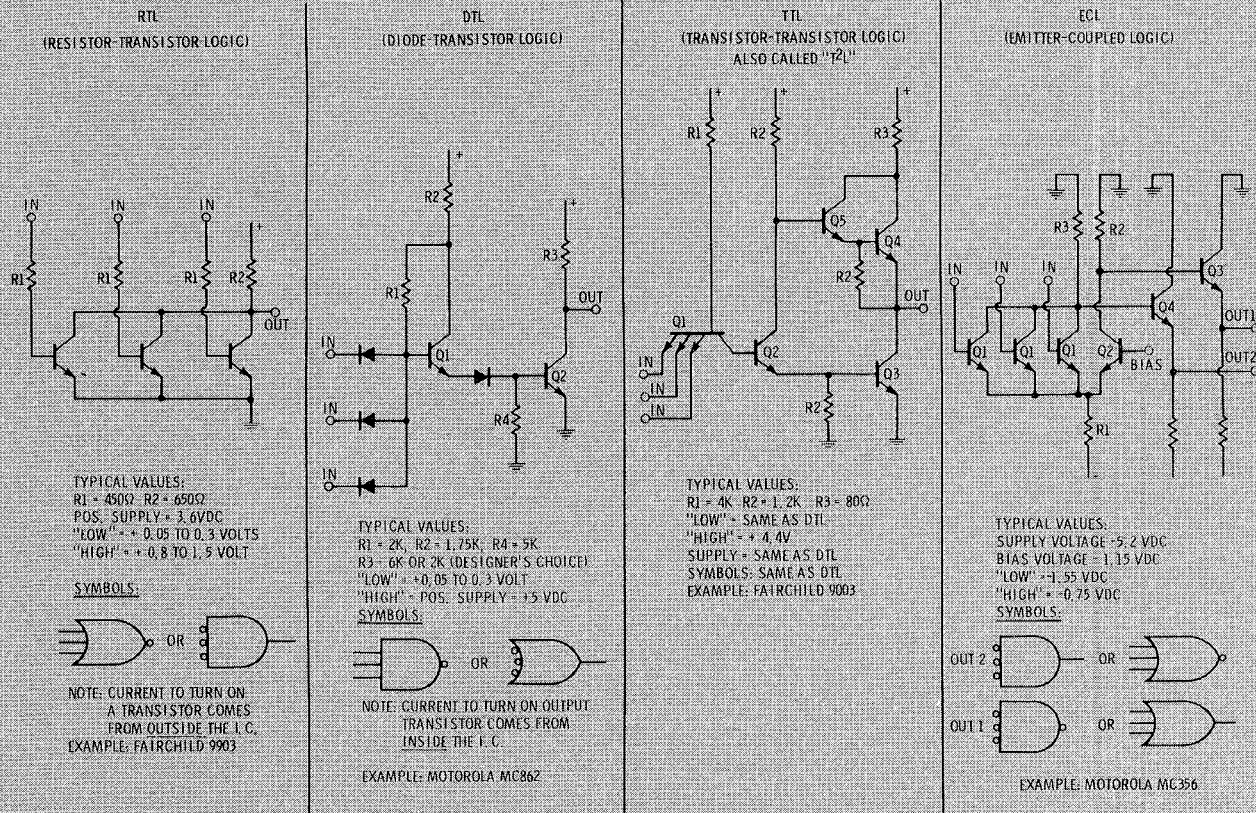 RTL
(RESISTOR-TRANSISTOR LOGIC)
IN
IN
IN
+
R1
R1
R1
R2
OUT
TYPICAL VALUES:
R1 = 450Ω R2 = 650Ω
POS. SUPPLY = 3.6VDC
"LOW" = + 0.05 TO 0.3 VOLTS
"HIGH" = + 0.8 TO 1.5 VOLT
SYMBOLS:
OR
NOTE: CURRENT TO TURN ON
A TRANSISTOR COMES
FROM OUTSIDE THE I.C.
EXAMPLE: FAIRCHILD 9903
DTL
(DIODE-TRANSISTOR LOGIC)
+
R2
+
R3
R1
OUT
IN
Q1
Q2
IN
R4
IN
TYPICAL VALUES:
R1 = 2K, R2 = 1.75K, R4 = 5K
R3 = 6K OR 2K (DESIGNER'S CHOICE)
"LOW" = +0.05 TO 0.3 VOLT
"HIGH" = POS. SUPPLY = +5 VDC
SYMBOLS:
OR
NOTE: CURRENT TO TURN ON OUTPUT
TRANSISTOR COMES FROM
INSIDE THE I.C.
EXAMPLE: MOTOROLA MC862
TTL
(TRANSISTOR-TRANSISTOR LOGIC)
ALSO CALLED "T²L"
+
+
+
R1
R2
R3
Q5
Q4
R2
OUT
Q1
Q2
IN
IN
IN
Q3
R2
TYPICAL VALUES:
R1 = 4K R2 = 1.2K R3 = 80Ω
"LOW" = SAME AS DTL
"HIGH" = + 4.4V
SUPPLY = SAME AS DTL
SYMBOLS: SAME AS DTL
EXAMPLE: FAIRCHILD 9003
ECL
(EMITTER-COUPLED LOGIC)
R3
R2
IN
IN
IN
Q3
Q4
OUT1
Q1
Q1
Q1
Q2
BIAS
OUT2
R1
TYPICAL VALUES:
SUPPLY VOLTAGE -5.2 VDC
BIAS VOLTAGE - 1.15 VDC
"LOW" = -1.55 VDC
"HIGH" = -0.75 VDC
SYMBOLS:
OUT 2
OR
OUT 1
OR
EXAMPLE: MOTOROLA MC356